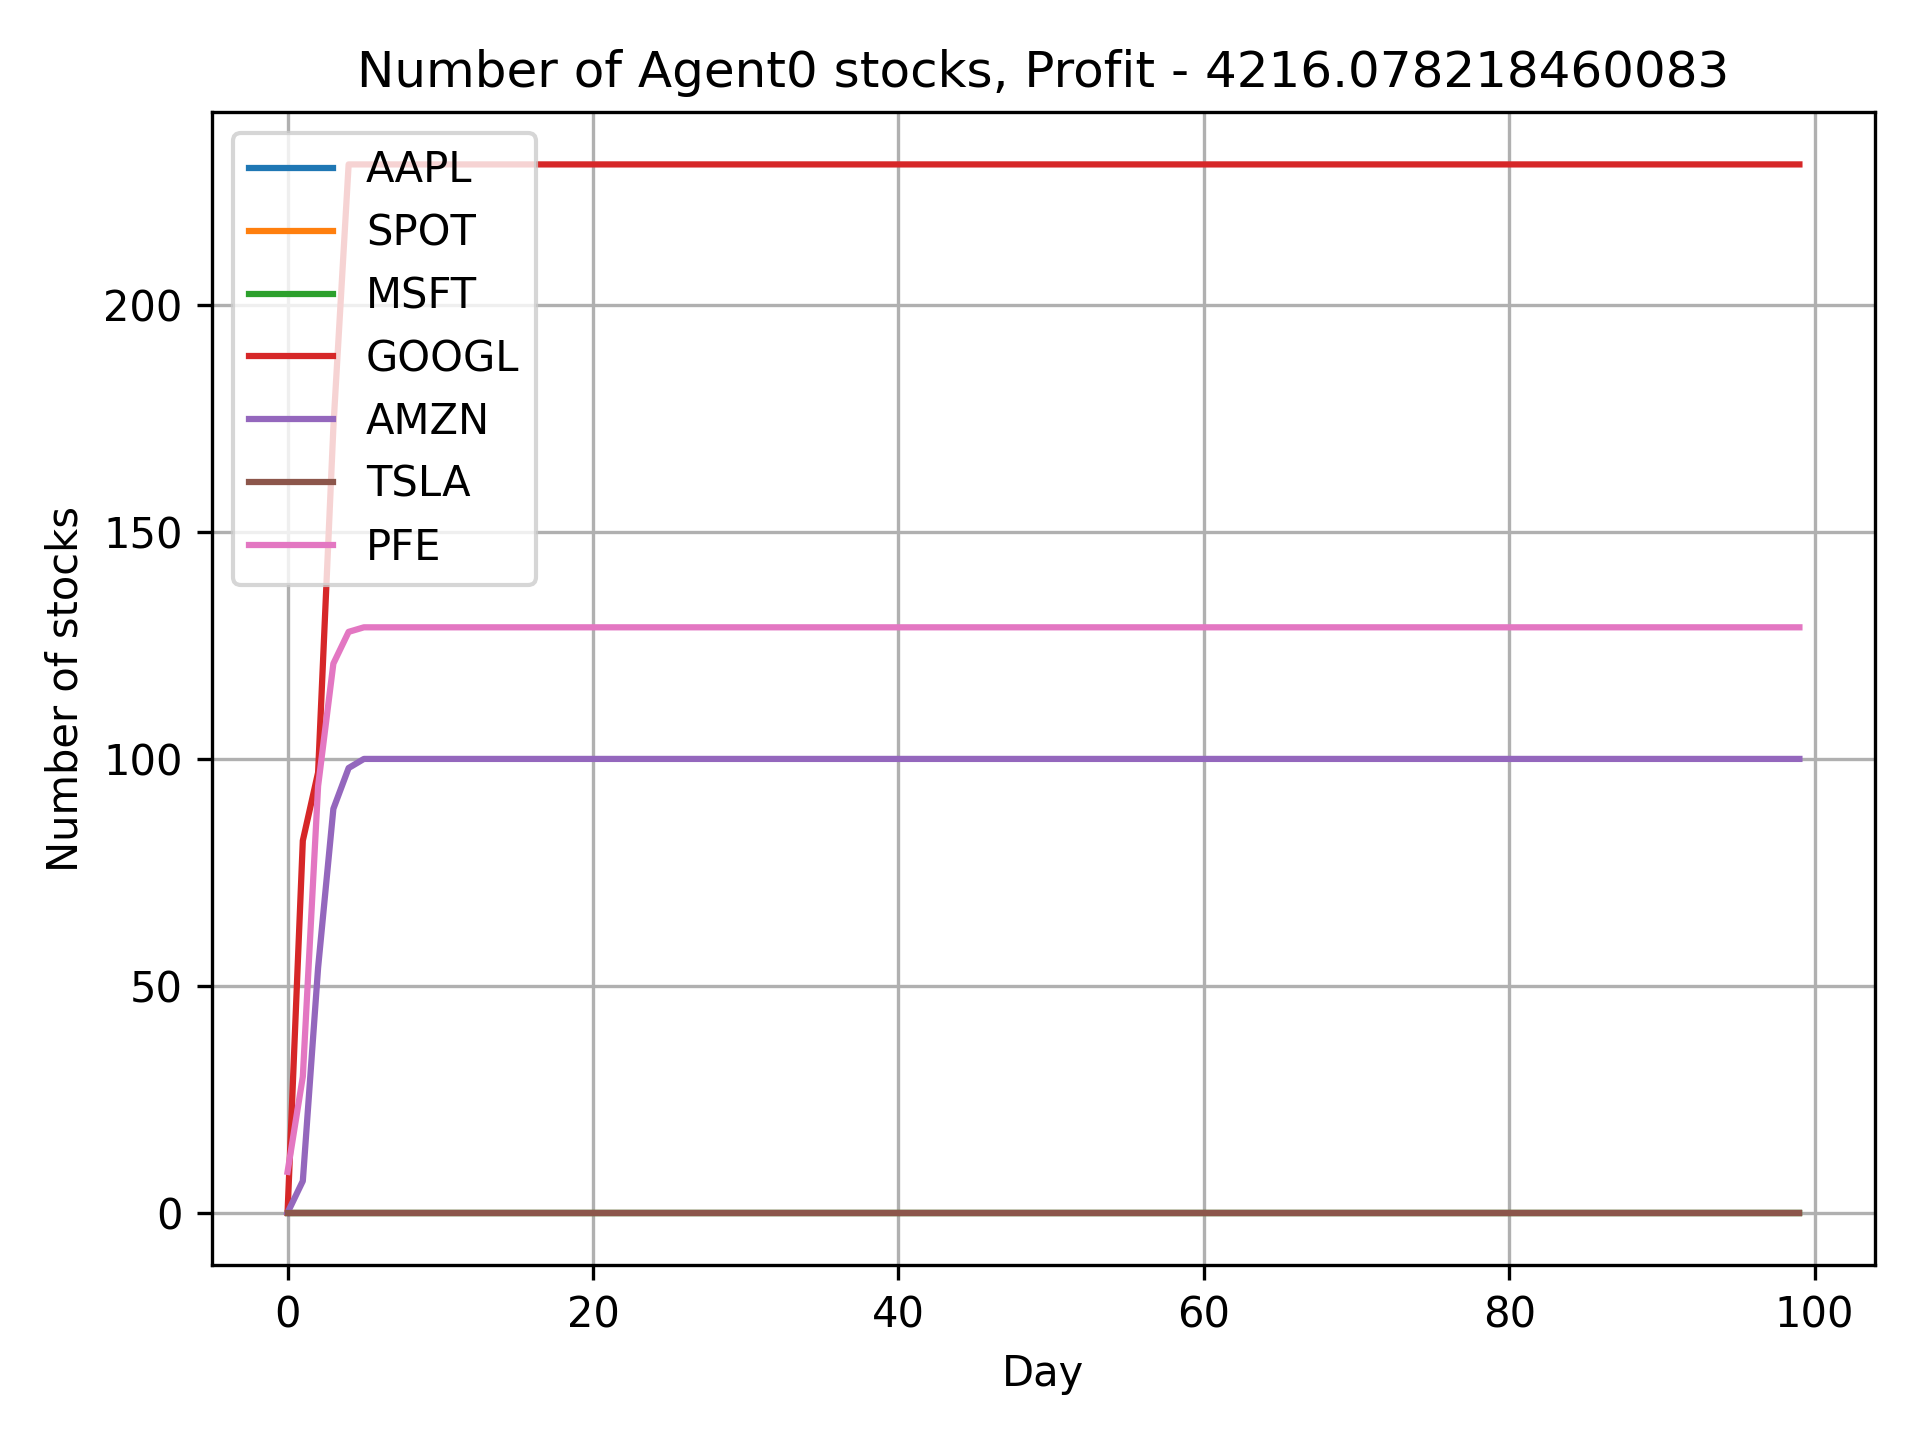 Number of Agent0 stocks, Profit - 4216.078218460083
AAPL
SPOT
MSFT
GOOGL
AMZN
TSLA
PFE
Number of stocks
200
150
100
50
0
0 20 40 60 80 100
Day